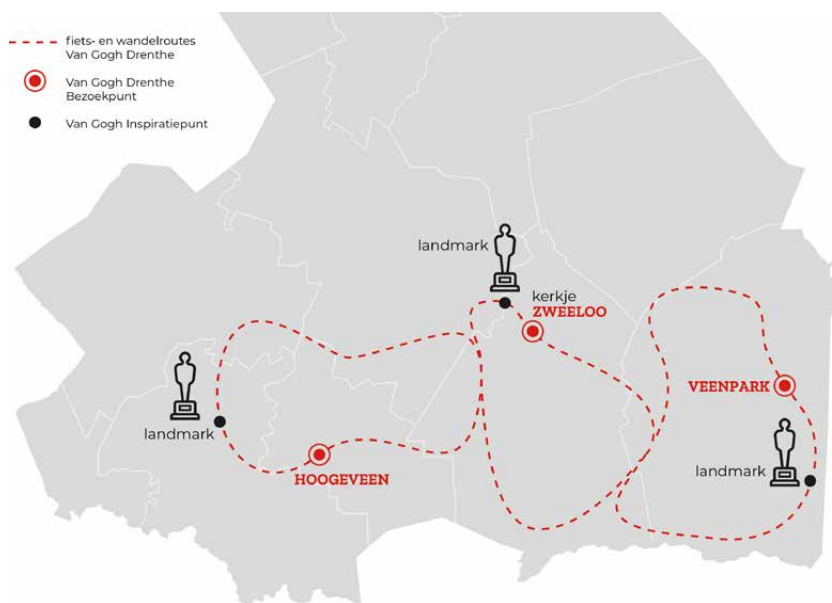 fiets- en wandelroutes
Van Gogh Drenthe
Van Gogh Drenthe
Bezoekpunt
Van Gogh Inspiratiepunt
landmark
kerkje
ZWEELOO
VEENPARK
landmark
landmark
HOOGEVEEN